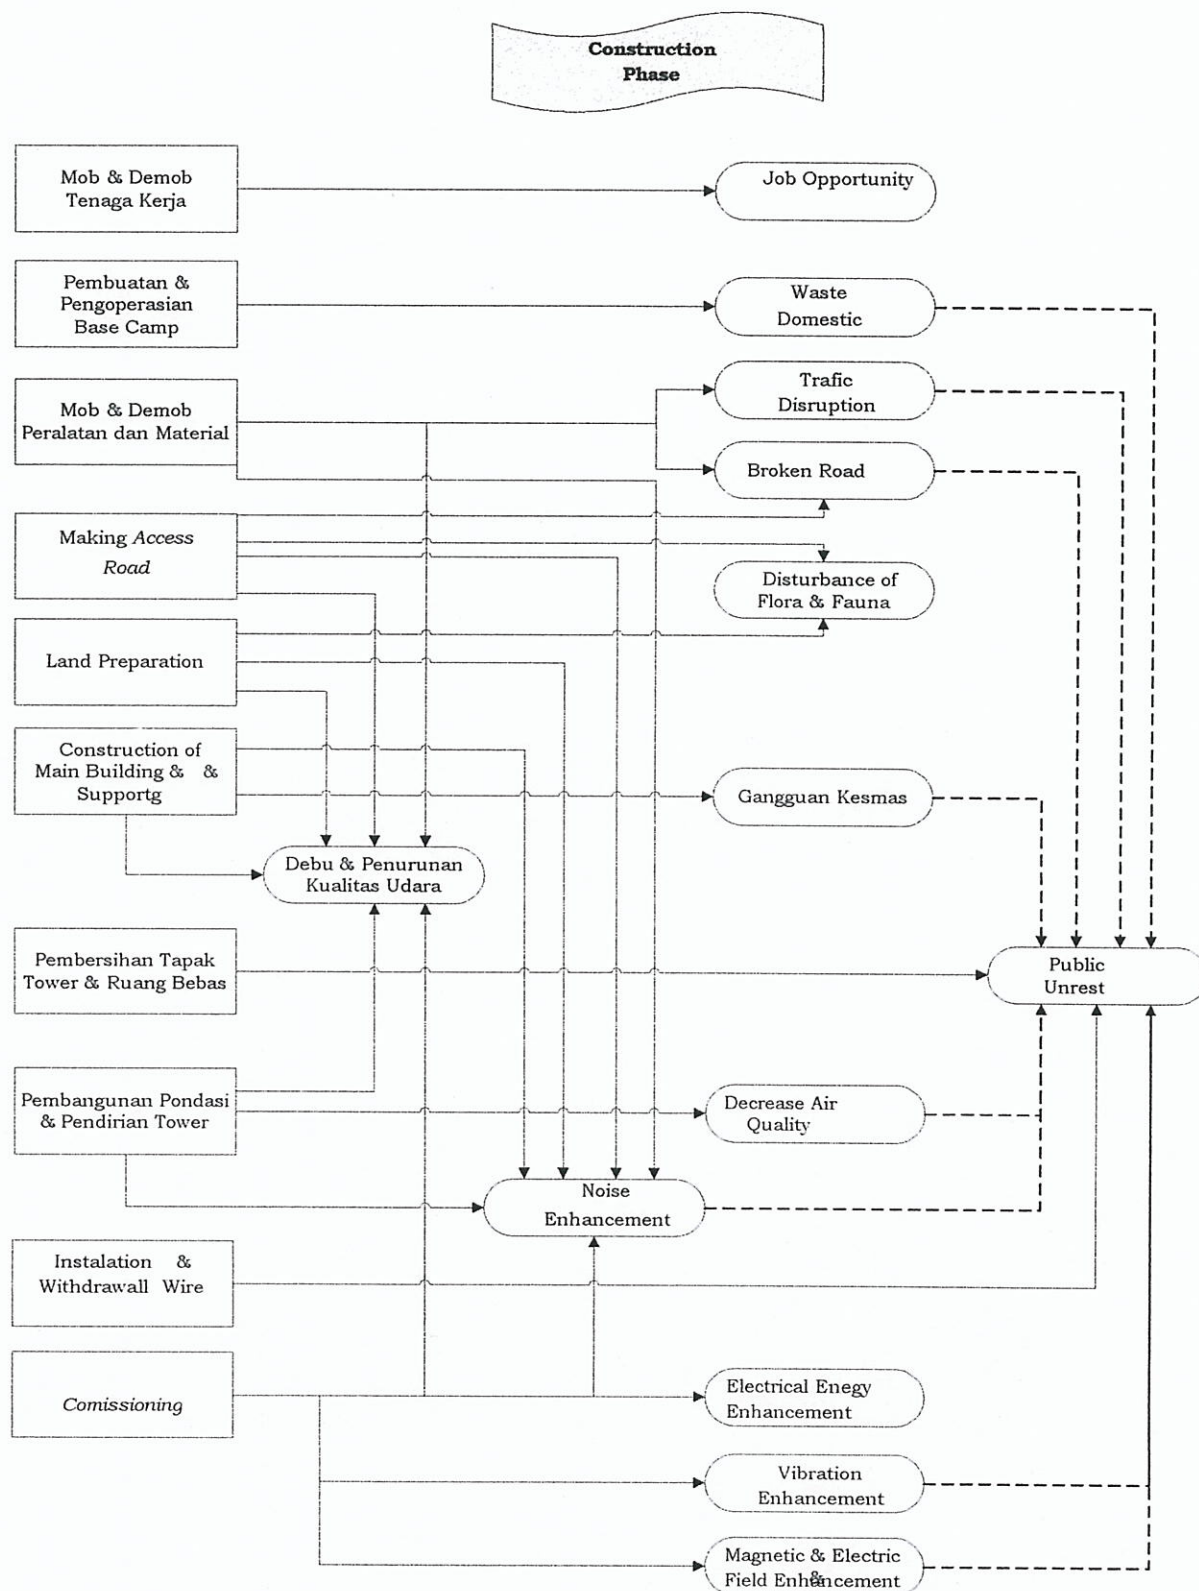 Construction
Phase
Mob & Demob
Tenaga Kerja
Job Opportunity
Pembuatan &
Pengoperasian
Base Camp
Waste
Domestic
Mob & Demob
Peralatan dan Material
Trafic
Disruption
Broken Road
Making Access
Road
Disturbance of
Flora & Fauna
Land Preparation
Construction of
Main Building & &
Supportg
Gangguan Kesmas
Debu & Penurunan
Kualitas Udara
Pembersihan Tapak
Tower & Ruang Bebas
Public
Unrest
Pembangunan Pondasi
& Pendirian Tower
Decrease Air
Quality
Noise
Enhancement
Instalation &
Withdrawall Wire
Comissioning
Electrical Enegy
Enhancement
Vibration
Enhancement
Magnetic & Electric
Field Enhancement
&